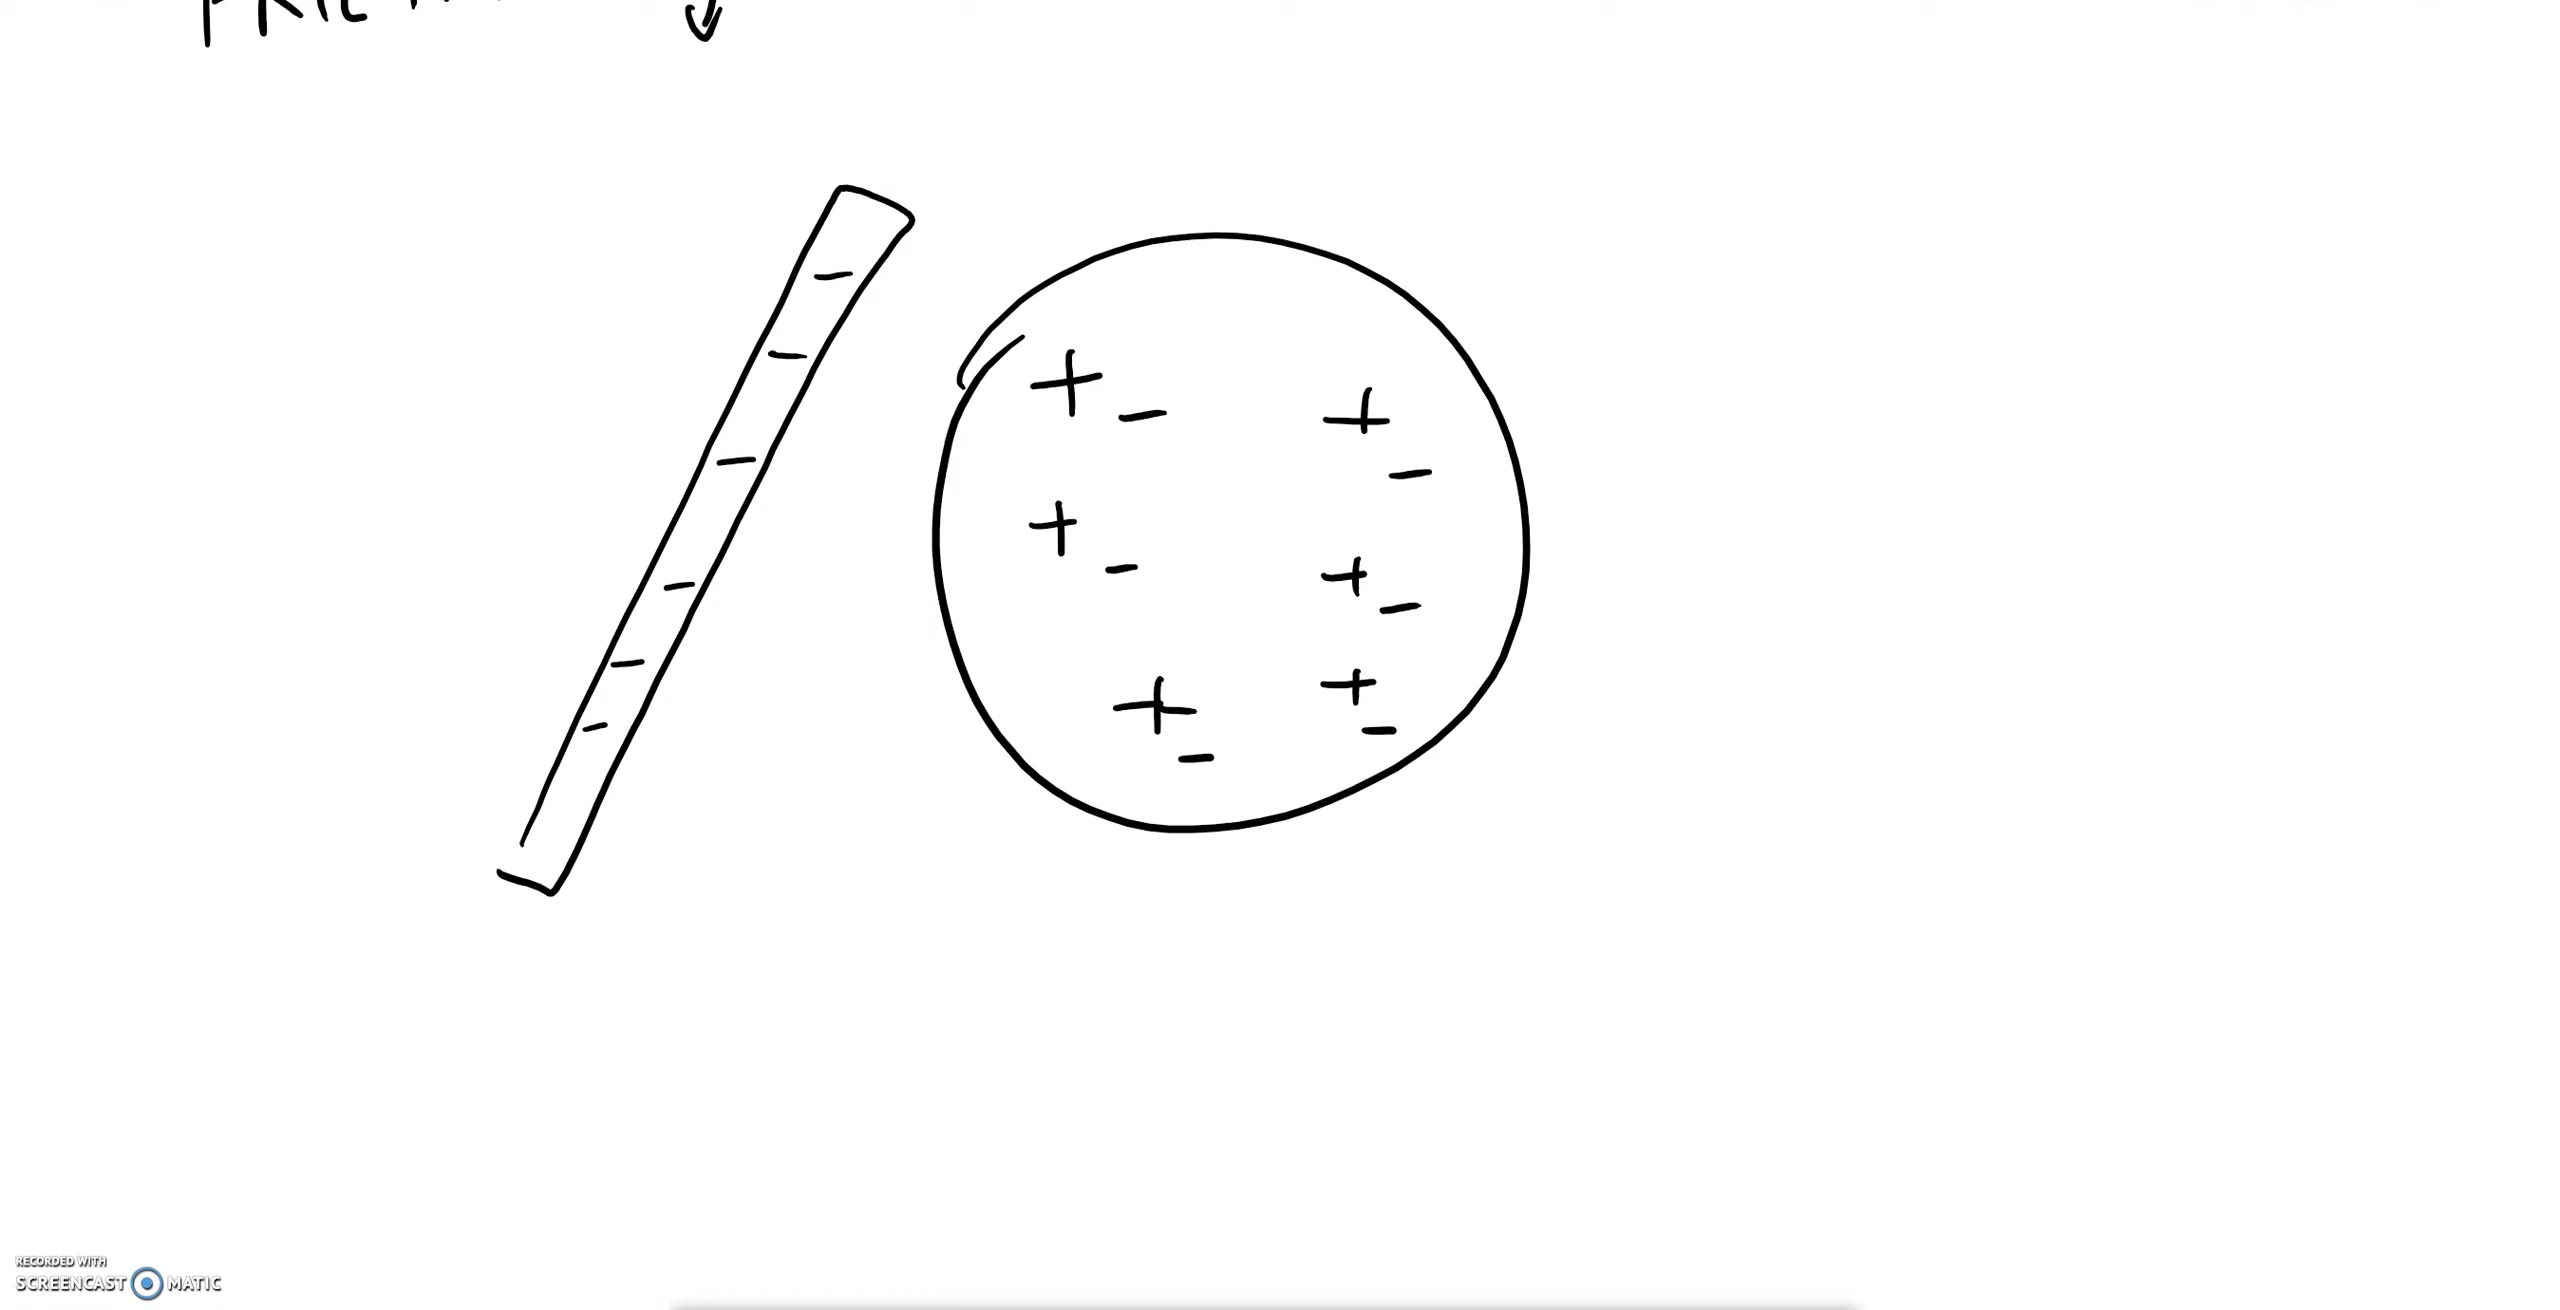 - +
-
- + -
- + -
- + -
- + - + -
RECORDED WITH
SCREENCAST MATIC